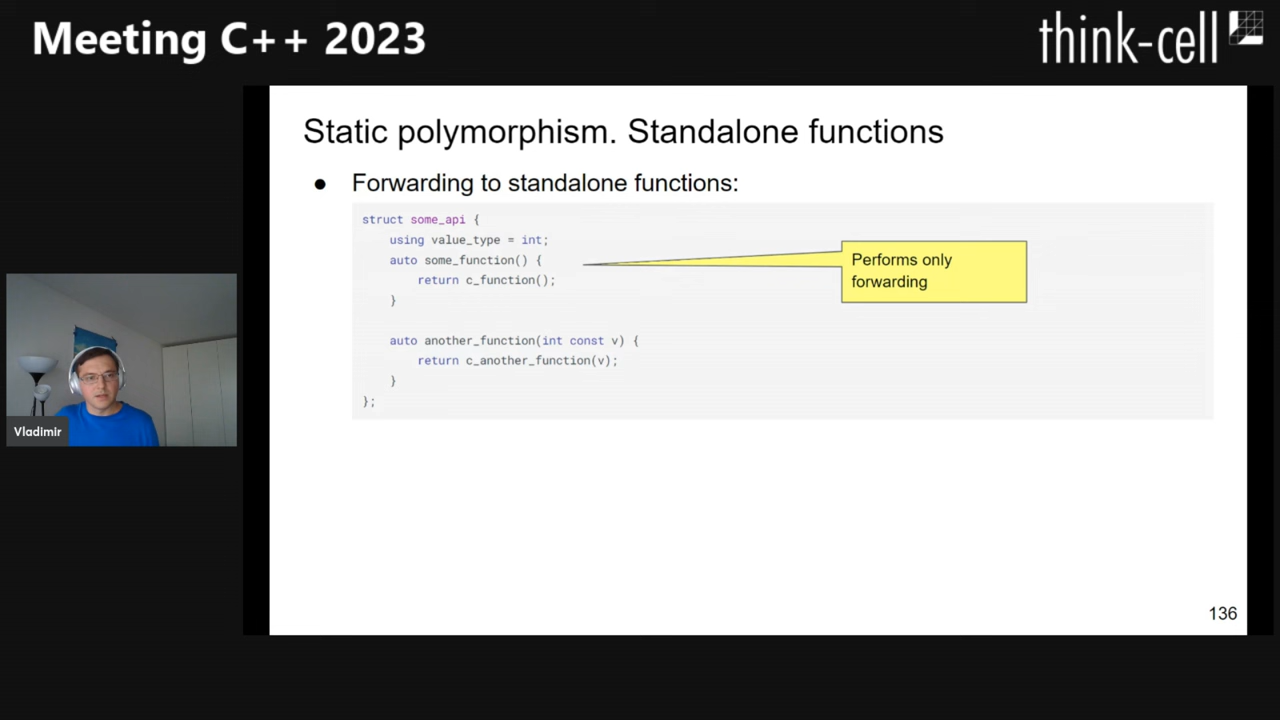 Meeting C++ 2023
think-cell
Static polymorphism. Standalone functions
● Forwarding to standalone functions:
struct some_api {
using value_type = int;
auto some_function() {
return c_function();
}
auto another_function(int const v) {
return c_another_function(v);
}
};
Performs only
forwarding
Vladimir
136